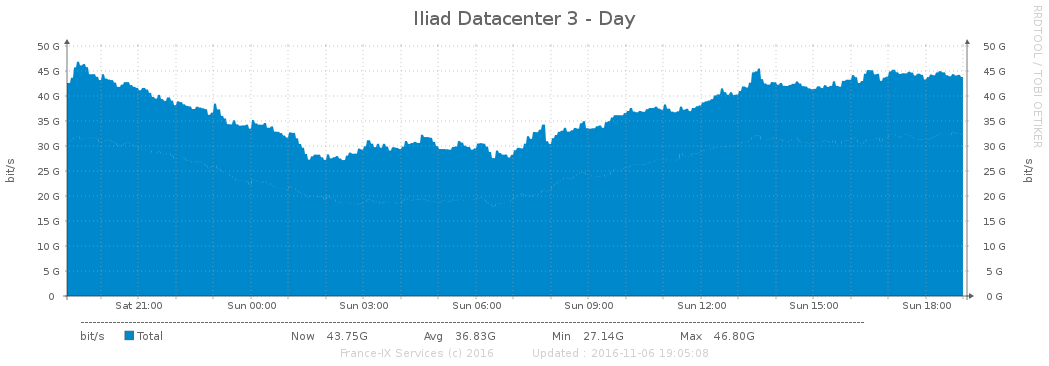 Iliad Datacenter 3 - Day
RRDTOOL / TOBI OETIKER
50 G 50 G
45 G 45 G
40 G 40 G
35 G 35 G
30 G 30 G
25 G 25 G
20 G 20 G
15 G 15 G
10 G 10 G
5 G 5 G
0 0 G
bit/s
bit/s
Sat 21:00 Sun 00:00 Sun 03:00 Sun 06:00 Sun 09:00 Sun 12:00 Sun 15:00 Sun 18:00
bit/s Total Now 43.75G Avg 36.83G Min 27.14G Max 46.80G
France-IX Services (c) 2016 Updated : 2016-11-06 19:05:08